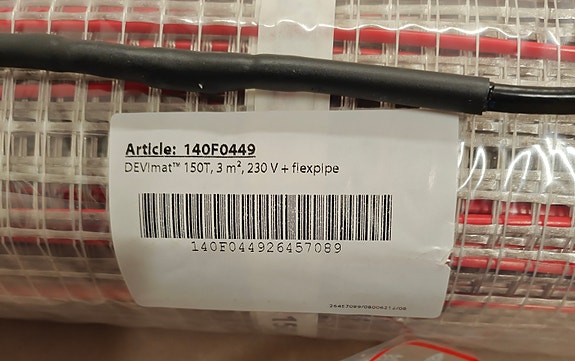 Article: 140F0449
DEVImat™ 150T, 3 m², 230 V + flexpipe
140F044926457089